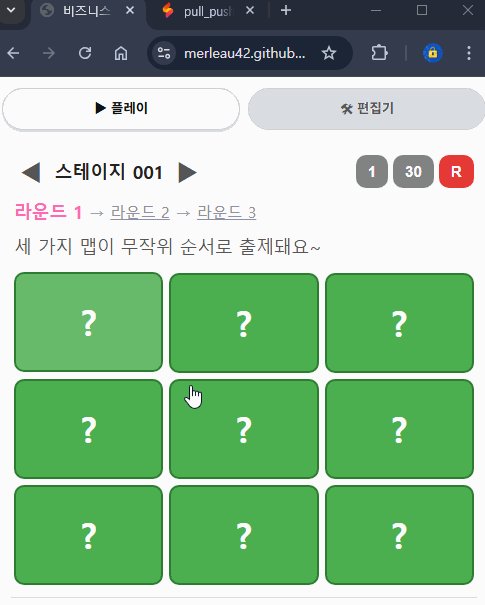 비즈니스
pull_pus
merleau42.github...
▶ 플레이
🛠 편집기
◀ 스테이지 001 ▶
1 30 R
라운드 1 → 라운드 2 → 라운드 3
세 가지 맵이 무작위 순서로 출제돼요~
? ? ?
? ? ?
? ? ?